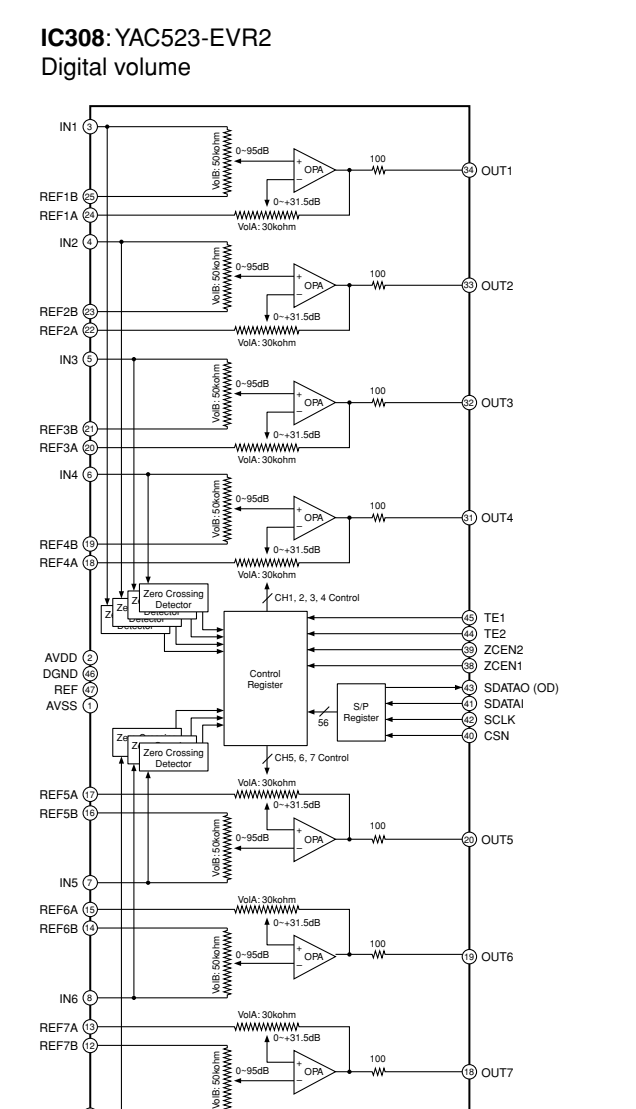 IC308: YAC523-EVR2
Digital volume
IN1 3
VolB: 50kohm
0~95dB
+
−
OPA
100
34 OUT1
REF1B 25
REF1A 24
0~+31.5dB
VolA: 30kohm
IN2 4
VolB: 50kohm
0~95dB
+
−
OPA
100
33 OUT2
REF2B 23
REF2A 22
0~+31.5dB
VolA: 30kohm
IN3 5
VolB: 50kohm
0~95dB
+
−
OPA
100
32 OUT3
REF3B 21
REF3A 20
0~+31.5dB
VolA: 30kohm
IN4 6
VolB: 50kohm
0~95dB
+
−
OPA
100
31 OUT4
REF4B 19
REF4A 18
0~+31.5dB
VolA: 30kohm
Zero Crossing
Detector
CH1, 2, 3, 4 Control
45 TE1
44 TE2
39 ZCEN2
38 ZCEN1
AVDD 2
DGND 46
REF 47
AVSS 1
Control
Register
56
S/P
Register
43 SDATAO (OD)
41 SDATAI
42 SCLK
40 CSN
Zero Crossing
Detector
CH5, 6, 7 Control
REF5A 17
VolA: 30kohm
0~+31.5dB
REF5B 16
VolB: 50kohm
0~95dB
+
−
OPA
100
20 OUT5
IN5 7
REF6A 15
VolA: 30kohm
0~+31.5dB
REF6B 14
VolB: 50kohm
0~95dB
+
−
OPA
100
19 OUT6
IN6 8
REF7A 13
VolA: 30kohm
0~+31.5dB
REF7B 12
VolB: 50kohm
0~95dB
+
−
OPA
100
18 OUT7